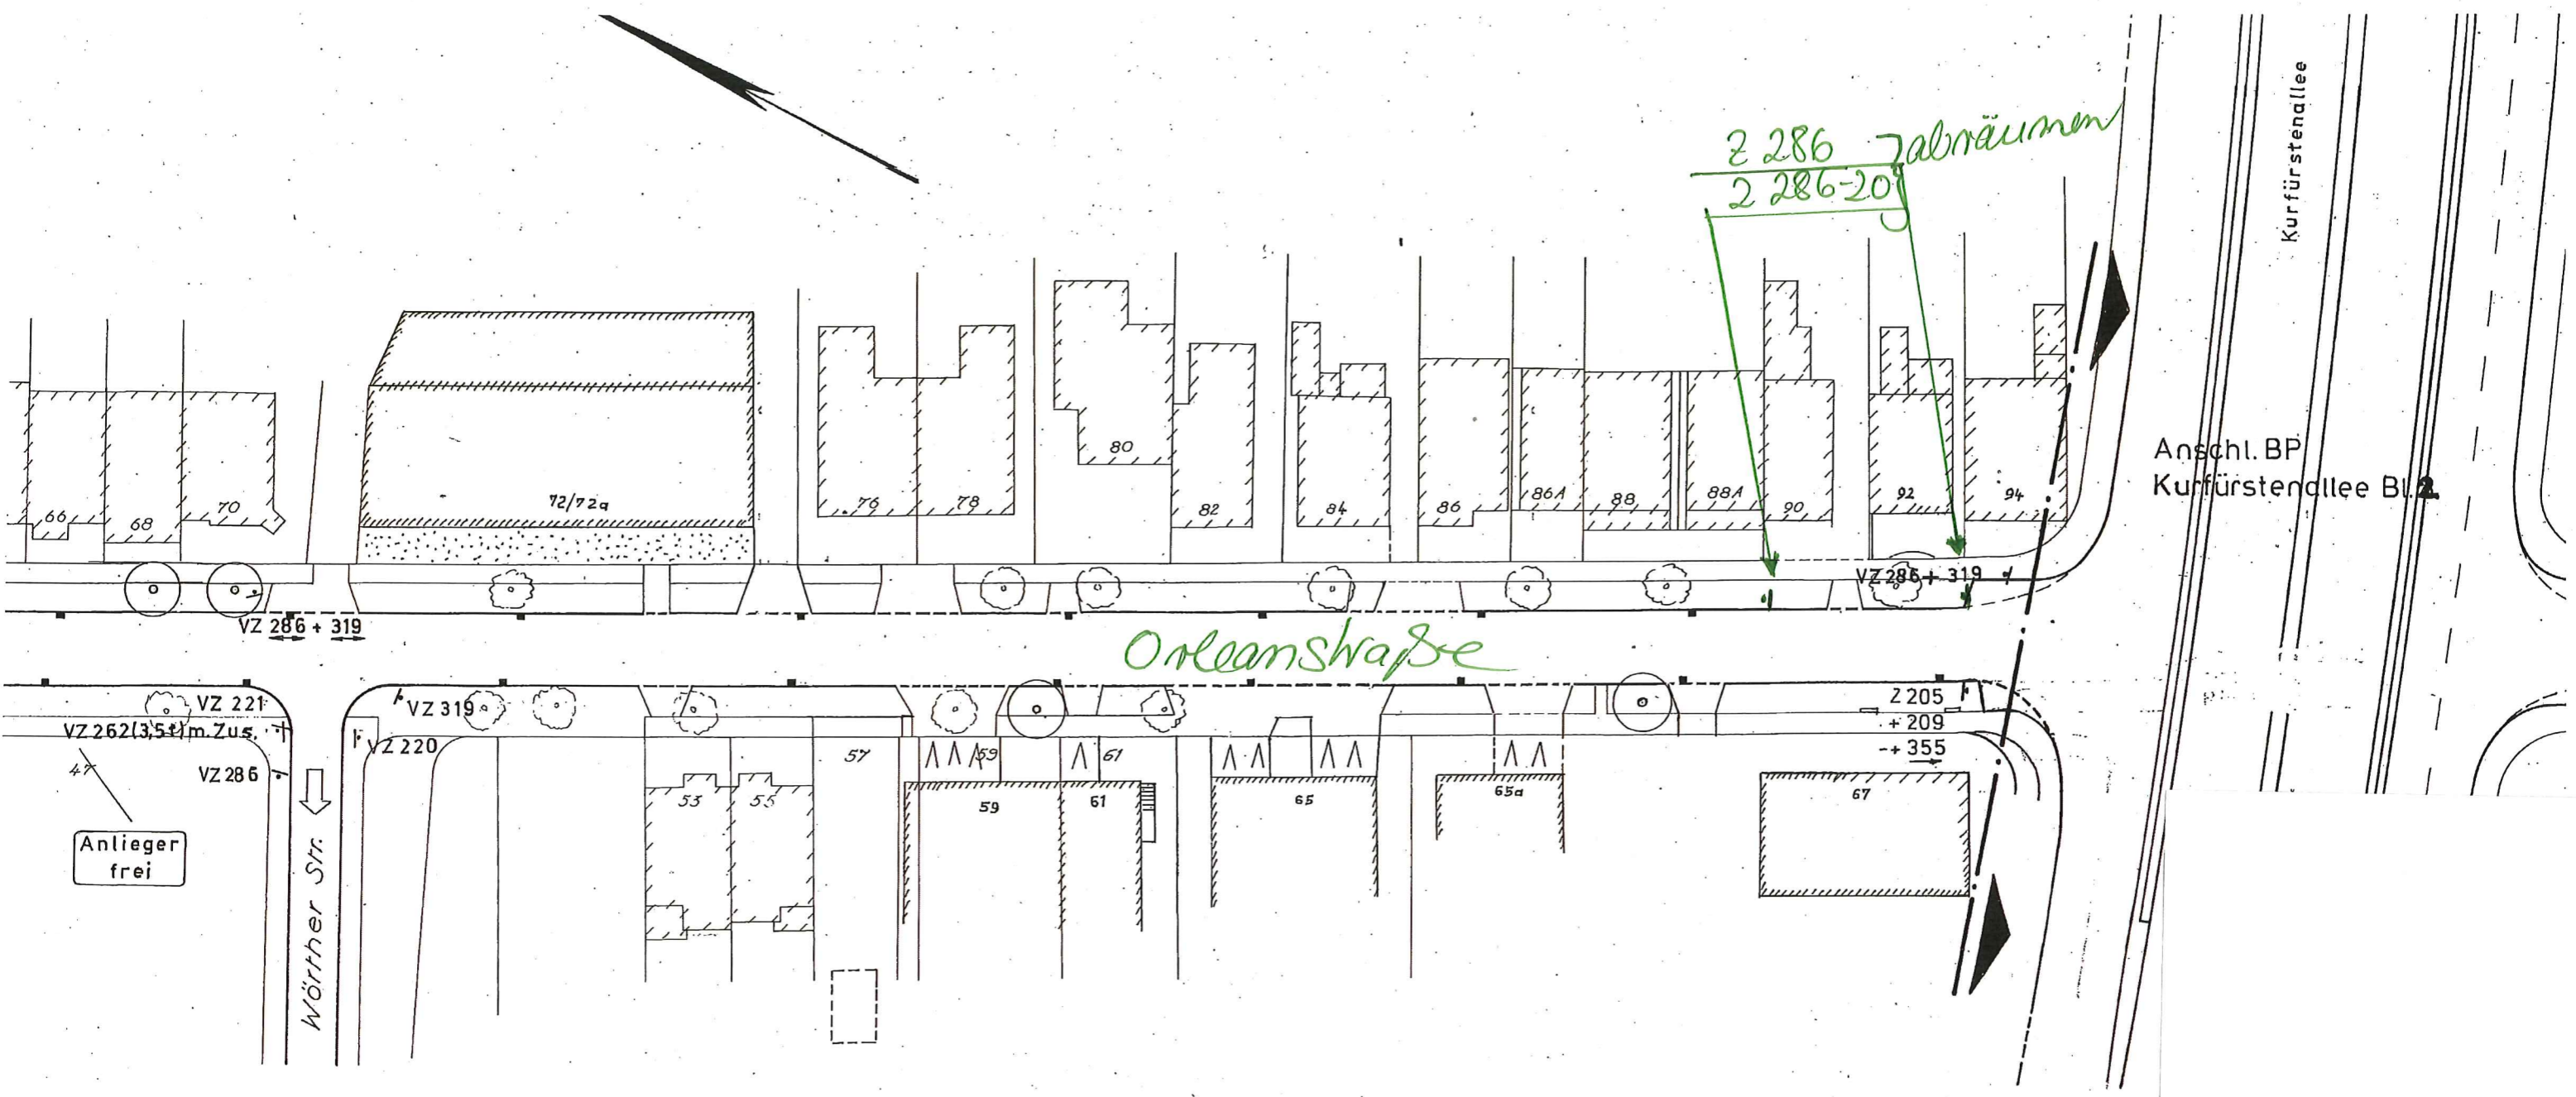 Z 286
Z 286-20
abräumen
Kurfürstenallee
Anschl. BP
Kurfürstenallee Bl. 2.
66
68
70
72/72a
76
78
80
82
84
86
86A
88
88A
90
92
94
VZ 286 + 319
VZ 286 + 319
Orleanstraße
VZ 221
VZ 262 (3,5t) m. Zus.
VZ 286
47
Anlieger
frei
Wörther Str.
VZ 319
VZ 220
53
55
57
59
59
61
61
65
65a
67
Z 205
+ 209
-+ 355